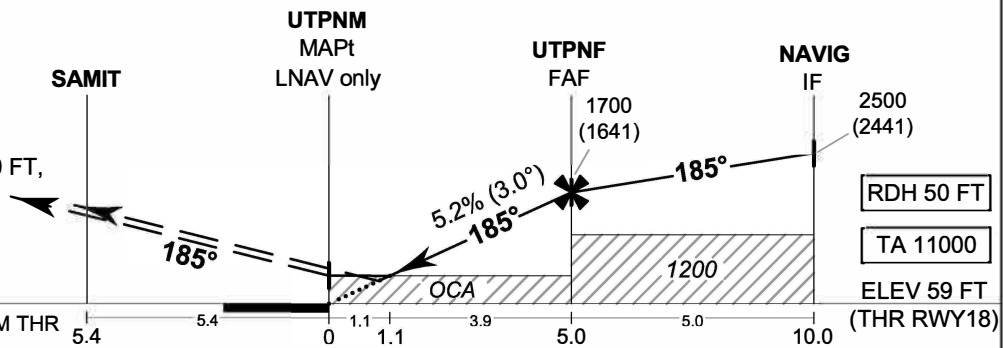 UTPNM
MAPt
LNAV only
SAMIT
UTPNF
FAF
NAVIG
IF
1700
(1641)
2500
(2441)
FT,
5.2% (3.0°)
185°
185°
185°
RDH 50 FT
TA 11000
1200
OCA
ELEV 59 FT
(THR RWY18)
THR
5.4
1.1
3.9
5.0
5.4
0
1.1
5.0
10.0